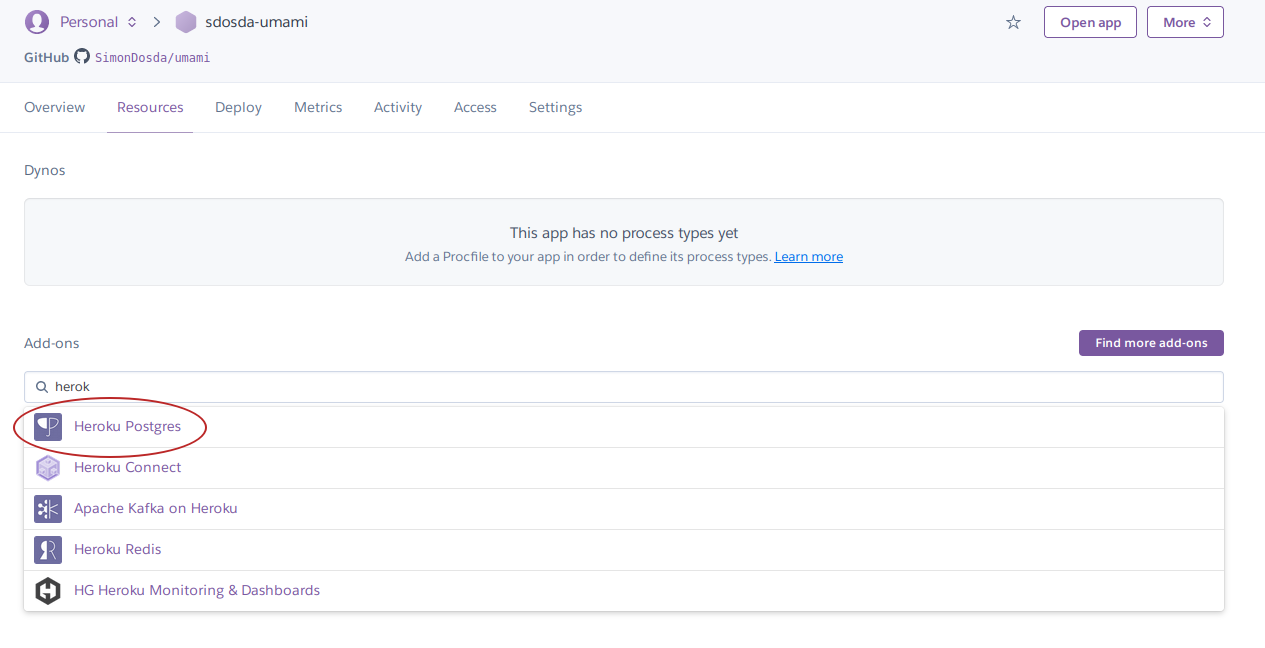 Personal sdosda-umami Open app More
GitHub SimonDosda/umami
Overview Resources Deploy Metrics Activity Access Settings
Dynos
This app has no process types yet
Add a Procfile to your app in order to define its process types. Learn more
Add-ons Find more add-ons
herok
Heroku Postgres
Heroku Connect
Apache Kafka on Heroku
Heroku Redis
HG Heroku Monitoring & Dashboards